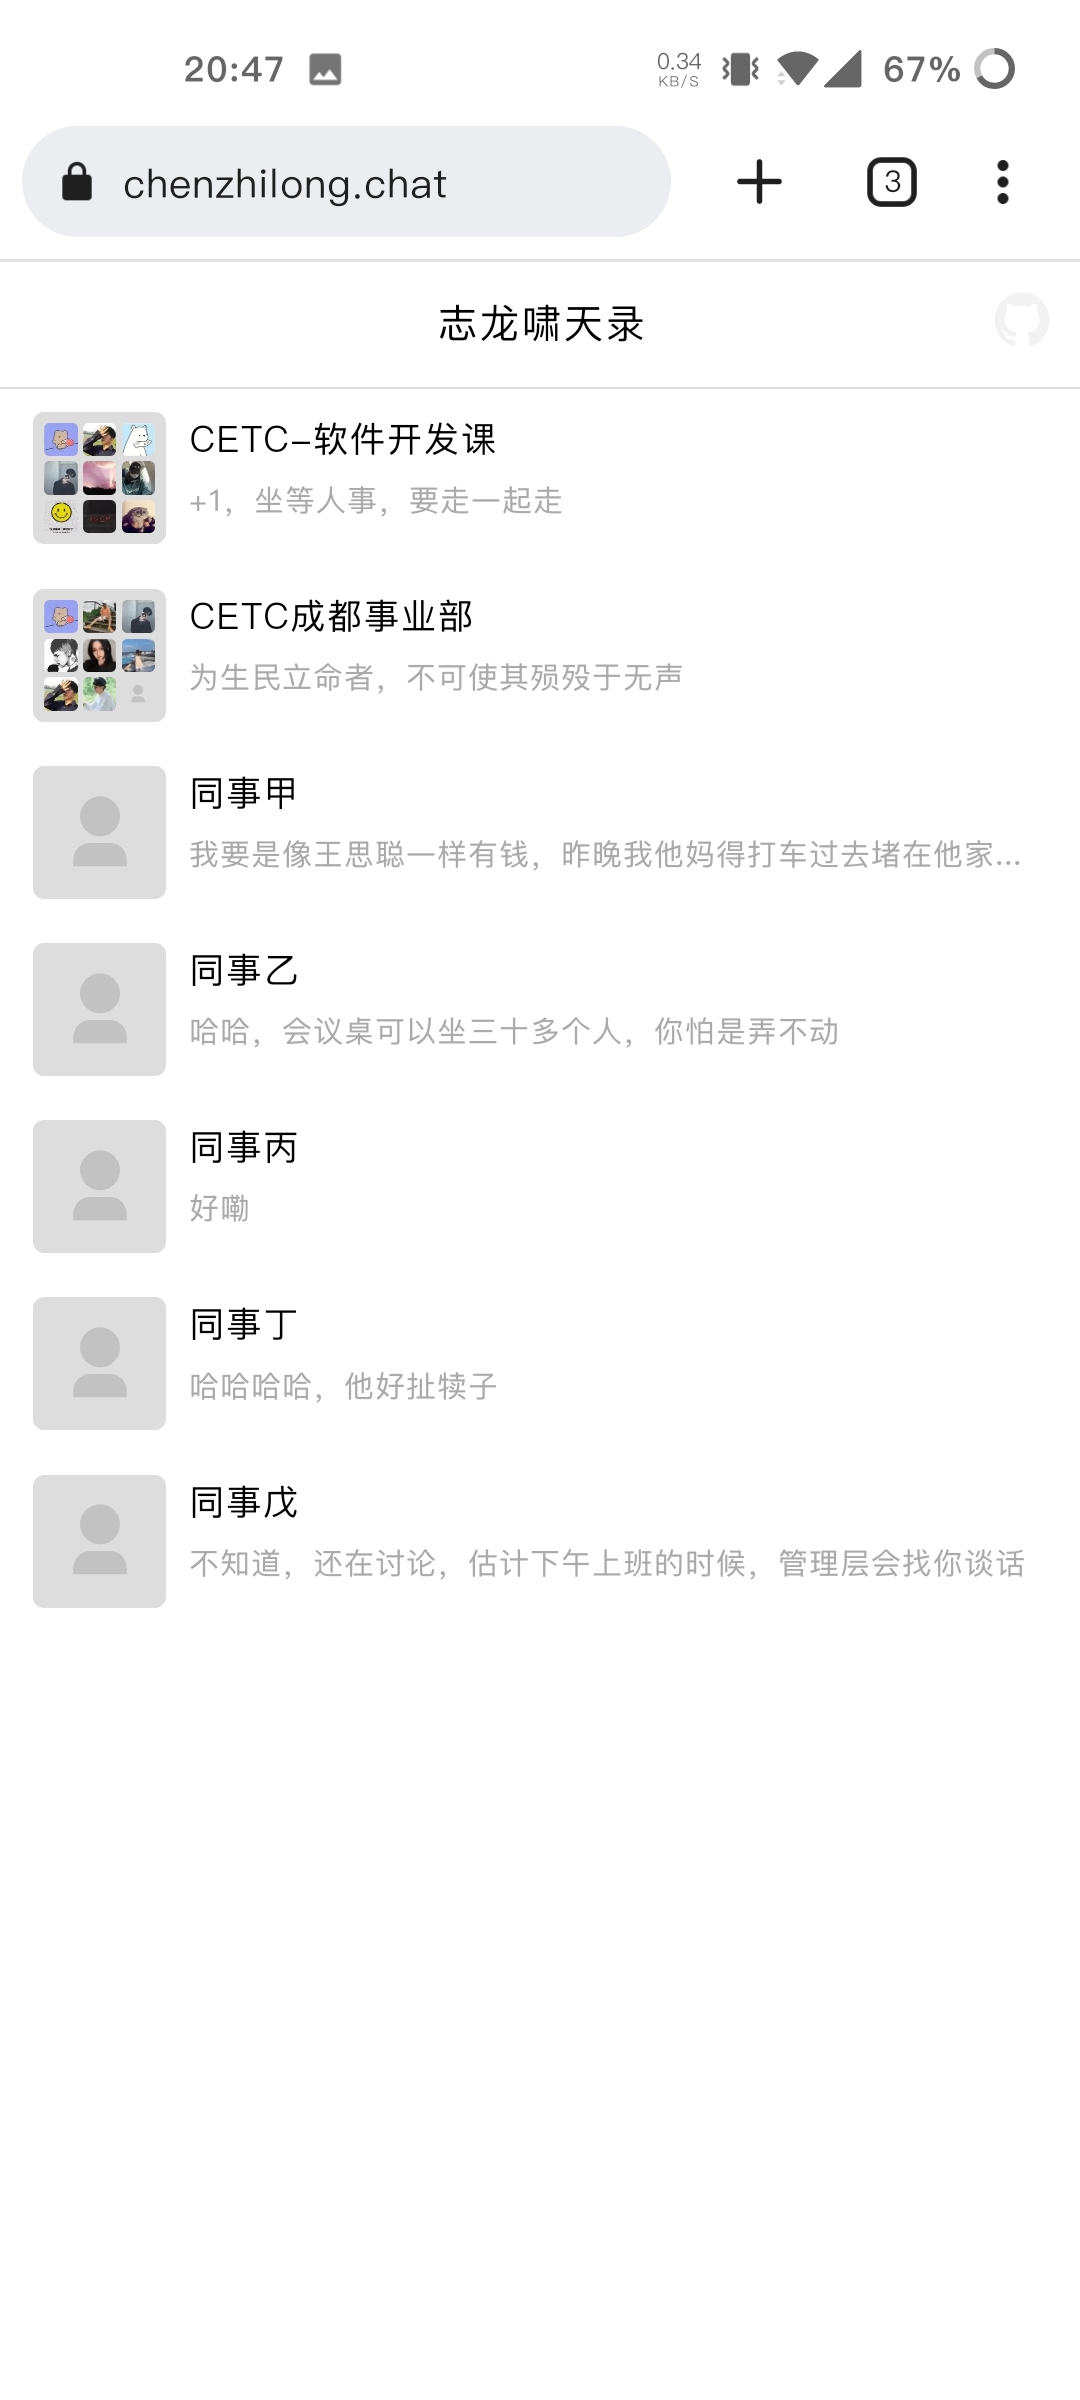 20:47
0.34
KB/S
67%
chenzhilong.chat
3
志龙啸天录
CETC-软件开发课
+1，坐等人事，要走一起走
CETC成都事业部
为生民立命者，不可使其殒殁于无声
同事甲
我要是像王思聪一样有钱，昨晚我他妈得打车过去堵在他家...
同事乙
哈哈，会议桌可以坐三十多个人，你怕是弄不动
同事丙
好嘞
同事丁
哈哈哈哈，他好扯犊子
同事戊
不知道，还在讨论，估计下午上班的时候，管理层会找你谈话